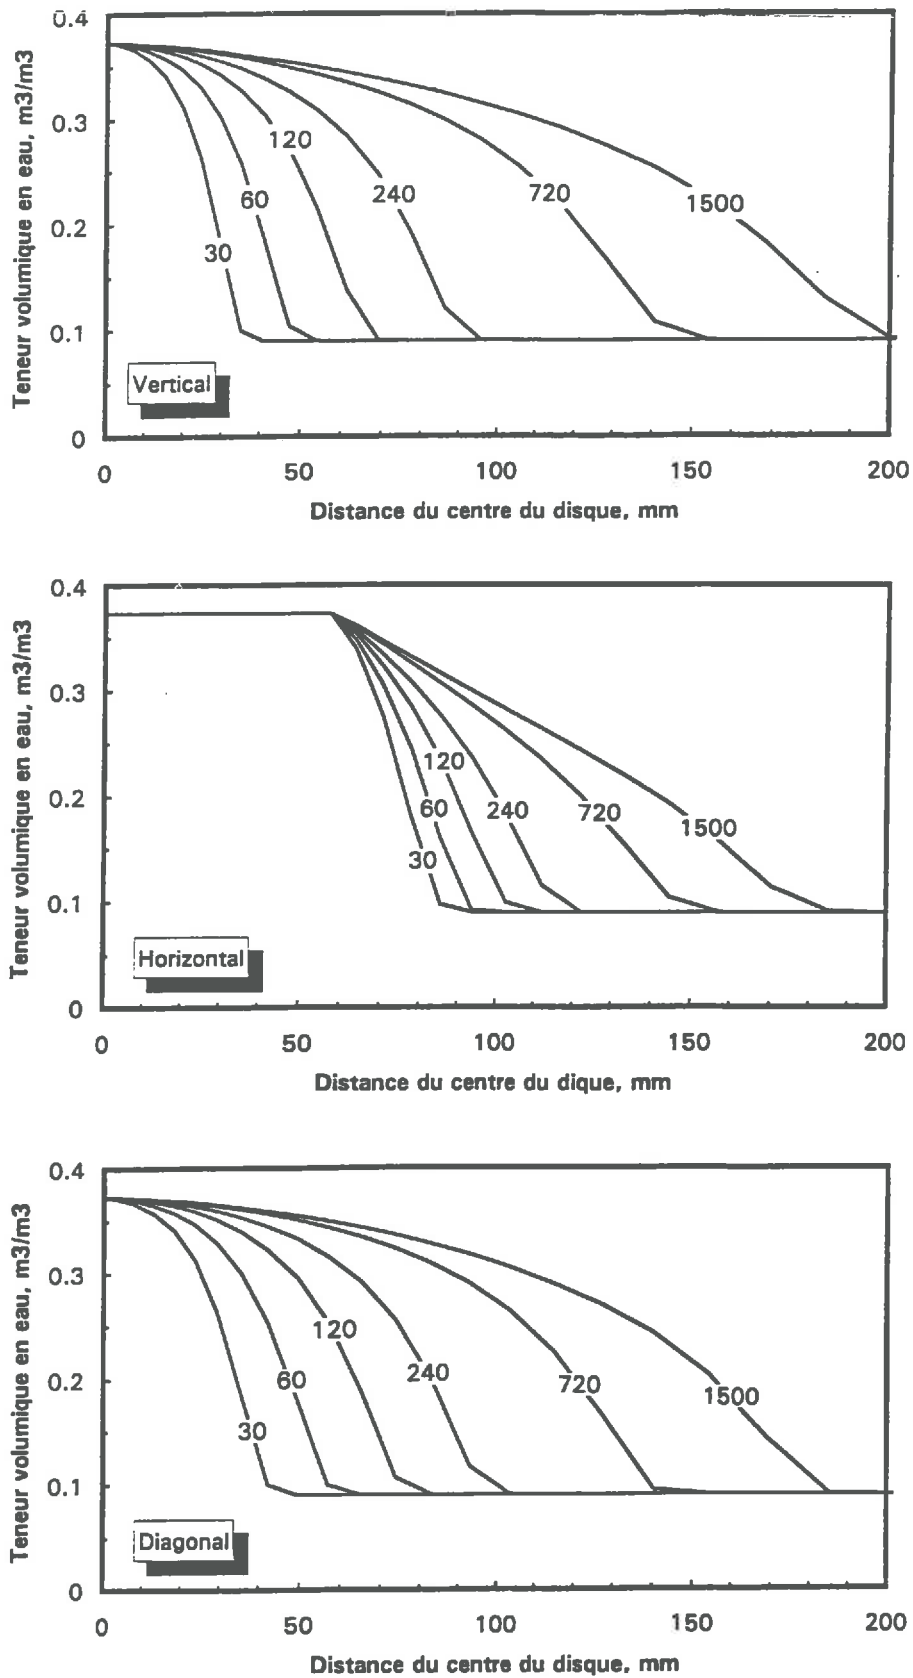 0.4
0.3
0.2
0.1
0
Teneur volumique en eau, m3/m3
120
240
720
1500
60
30
Vertical
0 50 100 150 200
Distance du centre du disque, mm
0.4
0.3
0.2
0.1
0
Teneur volumique en eau, m3/m3
120
60
240
720
1500
30
Horizontal
0 50 100 150 200
Distance du centre du dique, mm
0.4
0.3
0.2
0.1
0
Teneur volumique en eau, m3/m3
120
240
60
720
1500
30
Diagonal
0 50 100 150 200
Distance du centre du disque, mm